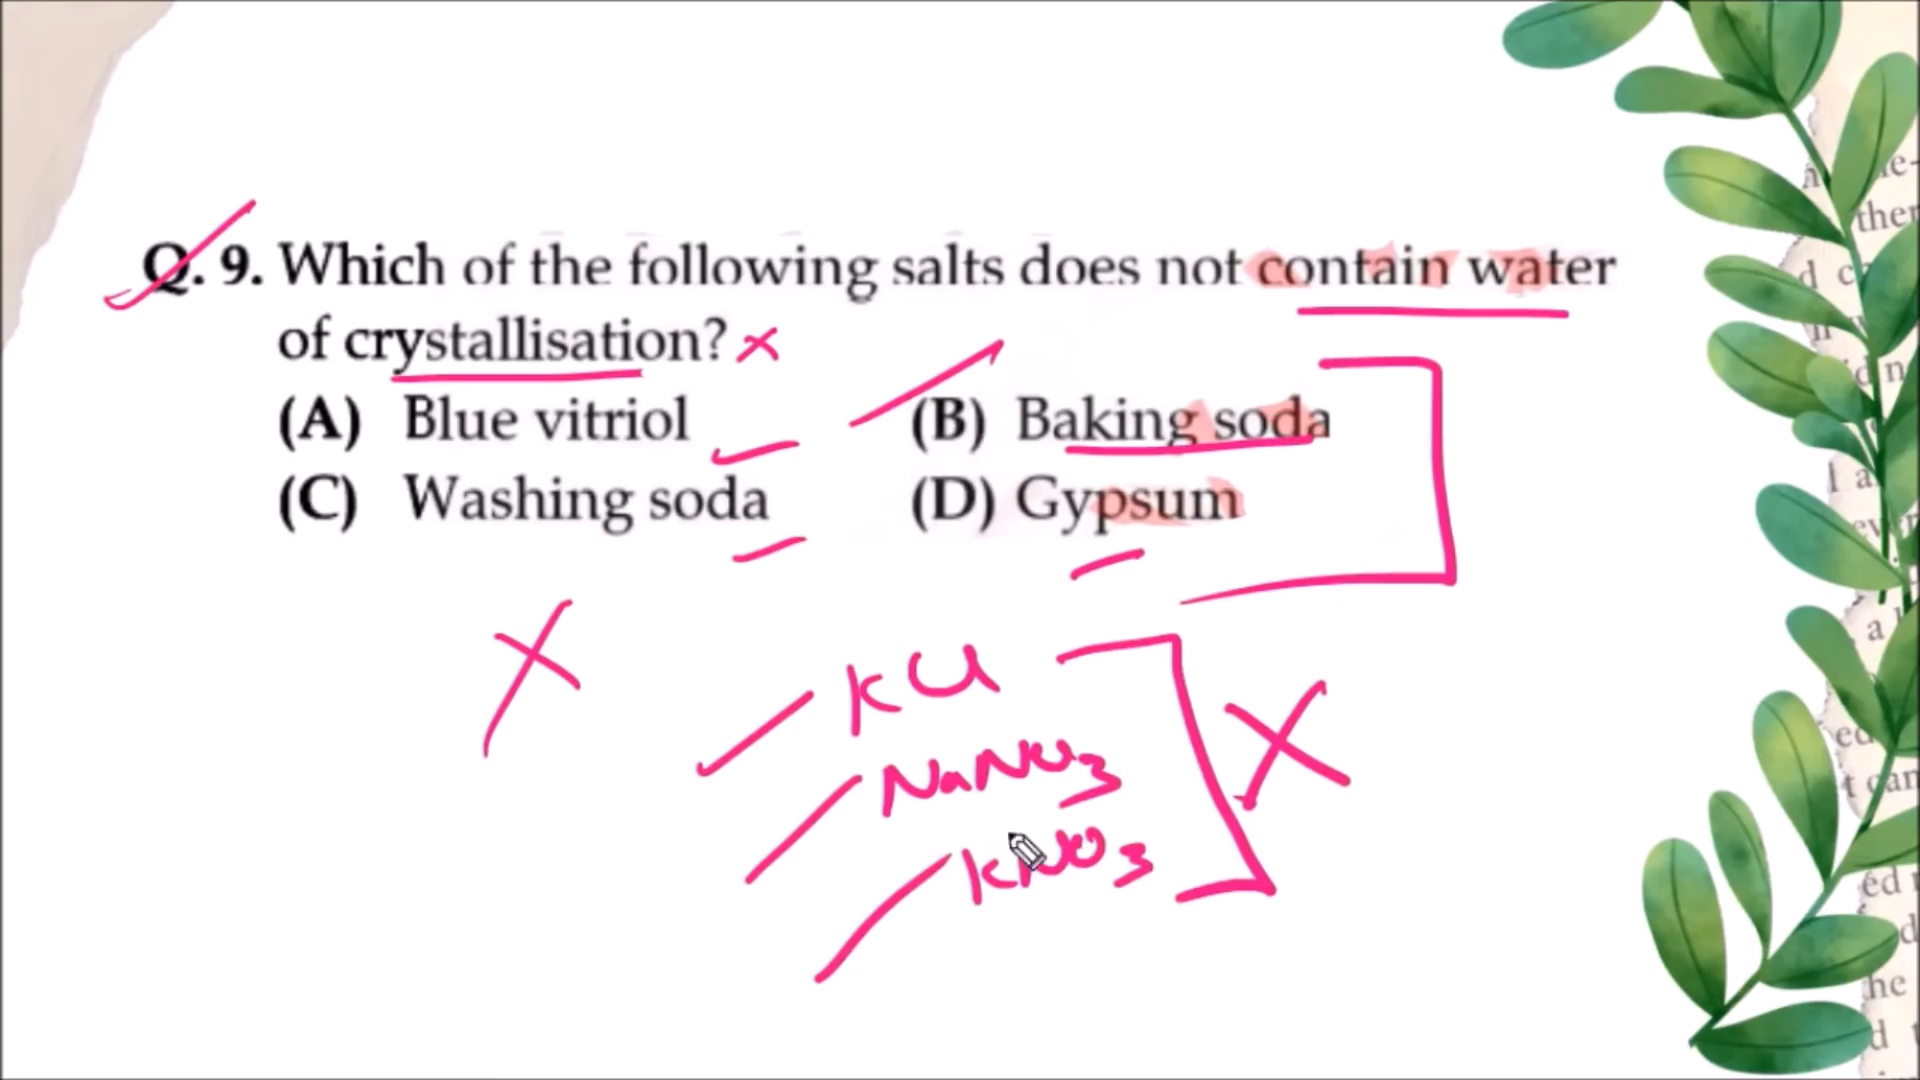 Q. 9. Which of the following salts does not contain water
of crystallisation?
(A) Blue vitriol (B) Baking soda
(C) Washing soda (D) Gypsum
KCl
NaNO3
KNO3